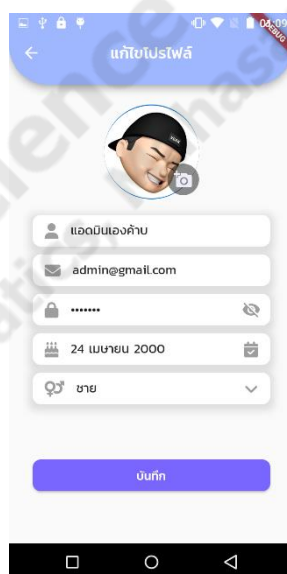 04:09
DEBUG
แก้ไขโปรไฟล์
แอดมินเองค้าบ
admin@gmail.com
•••••••
24 เมษายน 2000
ชาย
บันทึก